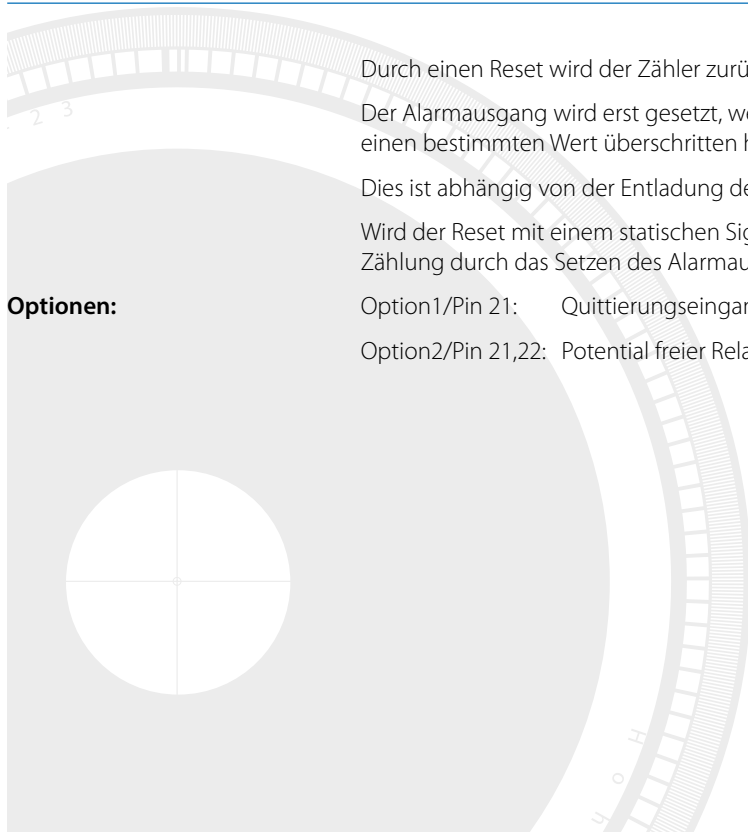 Durch einen Reset wird der Zähler zurü
Der Alarmausgang wird erst gesetzt, we
einen bestimmten Wert überschritten h
Dies ist abhängig von der Entladung de
Wird der Reset mit einem statischen Sig
Zählung durch das Setzen des Alarmau
Optionen: Option1/Pin 21: Quittierungseingan
Option2/Pin 21,22: Potential freier Rela
2 3
H o h